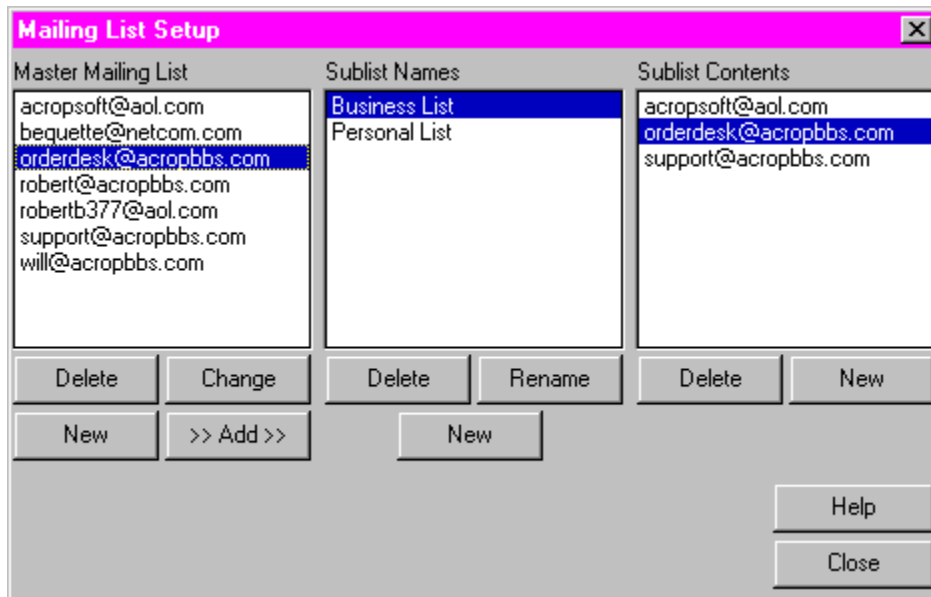 Mailing List Setup
Master Mailing List
acropsoft@aol.com
bequette@netcom.com
orderdesk@acropbbs.com
robert@acropbbs.com
robertb377@aol.com
support@acropbbs.com
will@acropbbs.com
Delete
Change
New
>> Add >>
Sublist Names
Business List
Personal List
Delete
Rename
New
Sublist Contents
acropsoft@aol.com
orderdesk@acropbbs.com
support@acropbbs.com
Delete
New
Help
Close